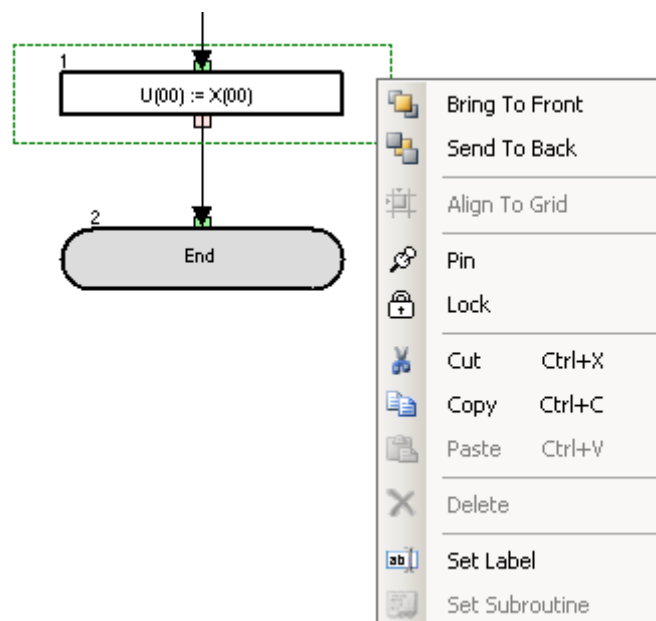 1
U(00) := X(00)
2
End
Bring To Front
Send To Back
Align To Grid
Pin
Lock
Cut Ctrl+X
Copy Ctrl+C
Paste Ctrl+V
Delete
Set Label
Set Subroutine